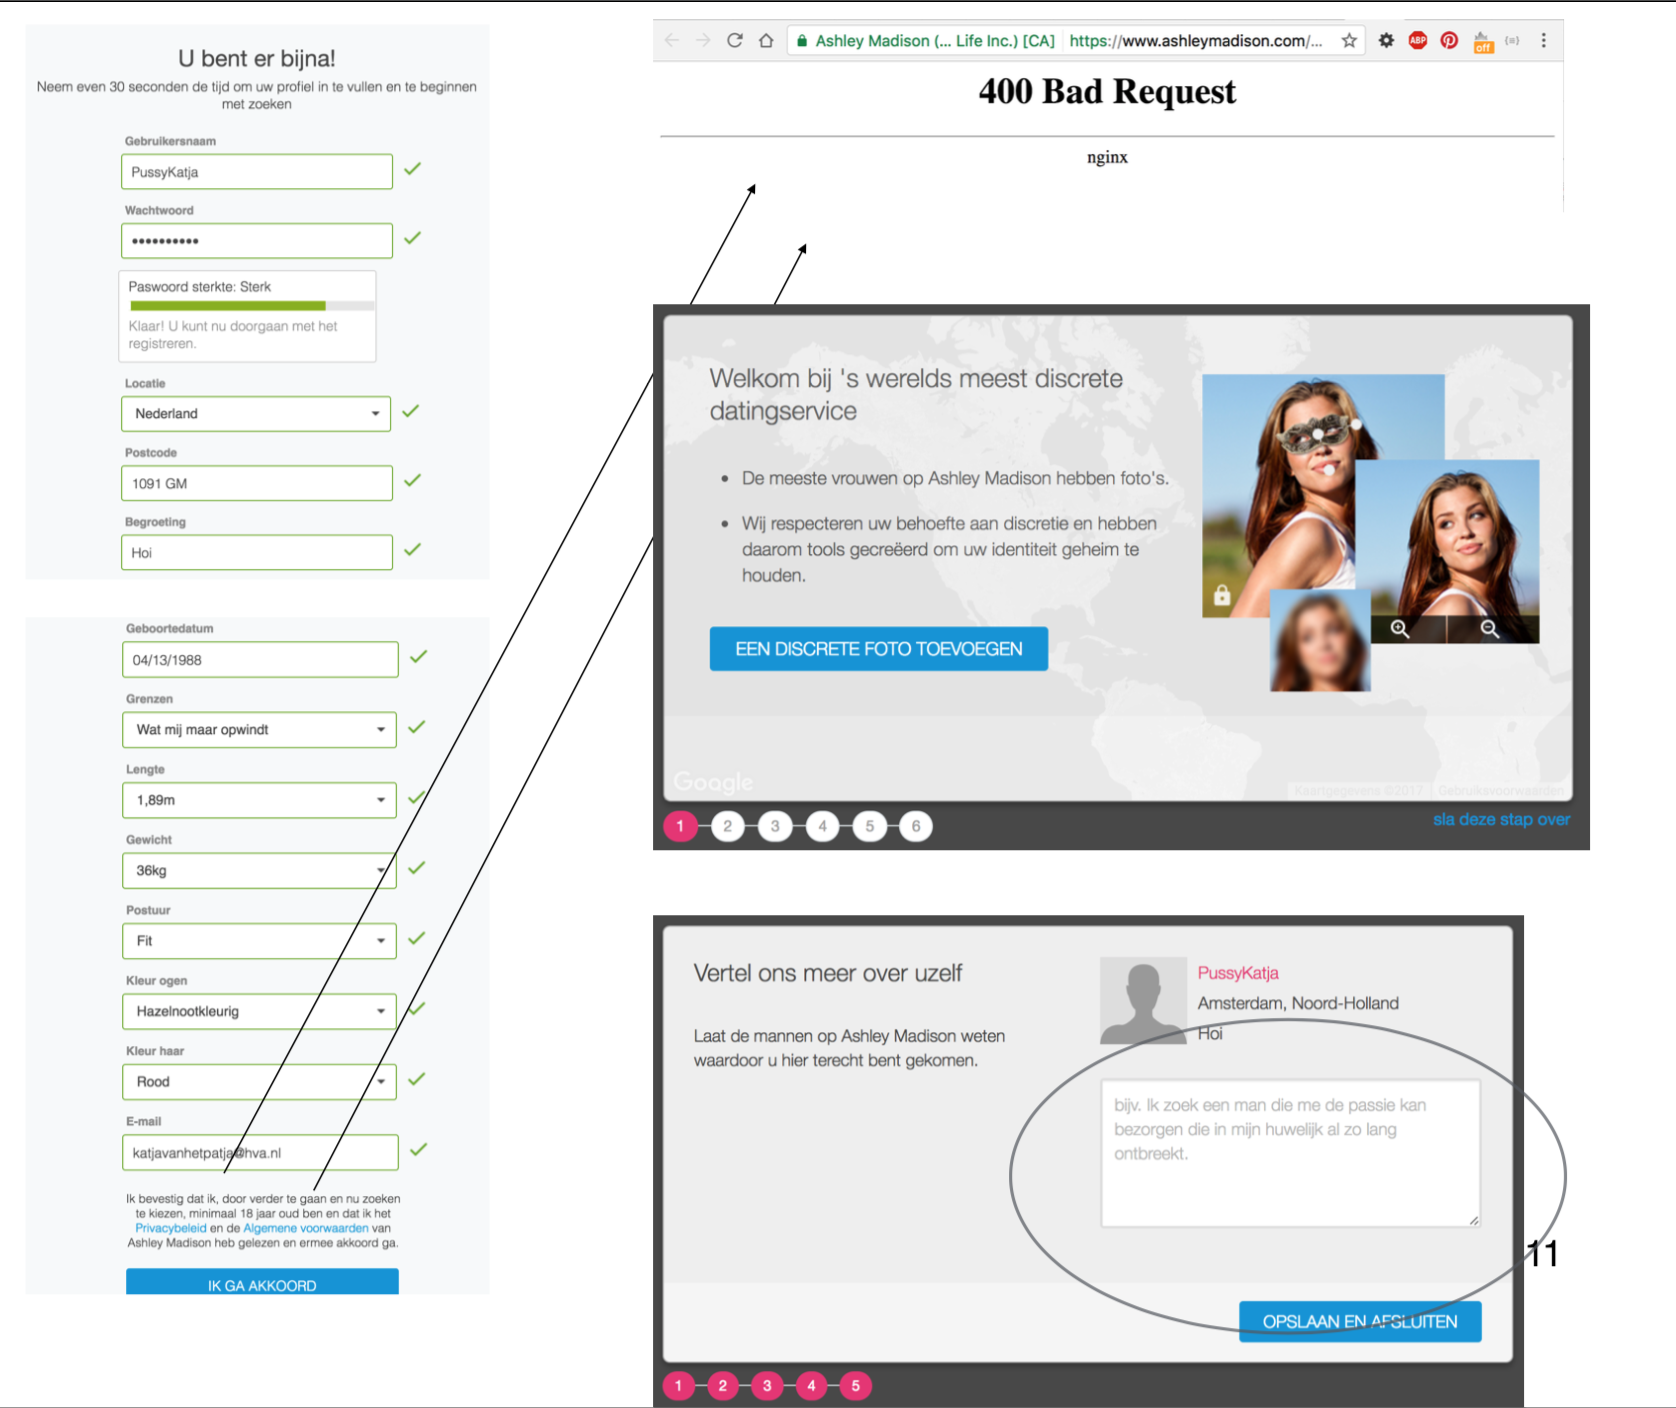 U bent er bijna!
Neem even 30 seconden de tijd om uw profiel in te vullen en te beginnen
met zoeken
Gebruikersnaam
PussyKatja
Wachtwoord
••••••••••
Paswoord sterkte: Sterk
Klaar! U kunt nu doorgaan met het
registreren.
Locatie
Nederland
Postcode
1091 GM
Begroeting
Hoi
Geboortedatum
04/13/1988
Grenzen
Wat mij maar opwindt
Lengte
1,89m
Gewicht
36kg
Postuur
Fit
Kleur ogen
Hazelnootkleurig
Kleur haar
Rood
E-mail
katjavanhetpatja@hva.nl
Ik bevestig dat ik, door verder te gaan en nu zoeken
te kiezen, minimaal 18 jaar oud ben en dat ik het
Privacybeleid en de Algemene voorwaarden van
Ashley Madison heb gelezen en ermee akkoord ga.
IK GA AKKOORD
Ashley Madison (... Life Inc.) [CA] https://www.ashleymadison.com/...
ABP
off
400 Bad Request
nginx
Welkom bij 's werelds meest discrete
datingservice
• De meeste vrouwen op Ashley Madison hebben foto's.
• Wij respecteren uw behoefte aan discretie en hebben
daarom tools gecreëerd om uw identiteit geheim te
houden.
EEN DISCRETE FOTO TOEVOEGEN
Google
Kaartgegevens ©2017 Gebruiksvoorwaarden
1 2 3 4 5 6
sla deze stap over
Vertel ons meer over uzelf
Laat de mannen op Ashley Madison weten
waardoor u hier terecht bent gekomen.
PussyKatja
Amsterdam, Noord-Holland
Hoi
bijv. Ik zoek een man die me de passie kan
bezorgen die in mijn huwelijk al zo lang
ontbreekt.
11
OPSLAAN EN AFSLUITEN
1 2 3 4 5